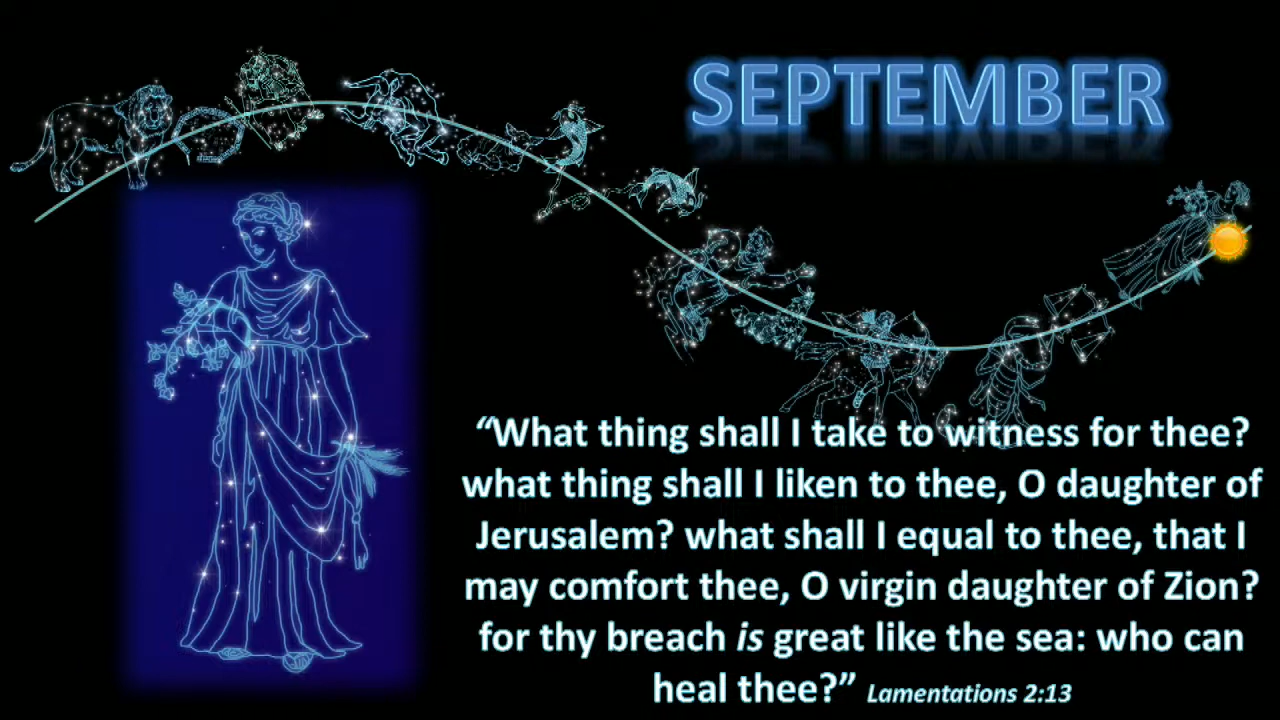 SEPTEMBER
“What thing shall I take to witness for thee?
what thing shall I liken to thee, O daughter of
Jerusalem? what shall I equal to thee, that I
may comfort thee, O virgin daughter of Zion?
for thy breach is great like the sea: who can
heal thee?” Lamentations 2:13